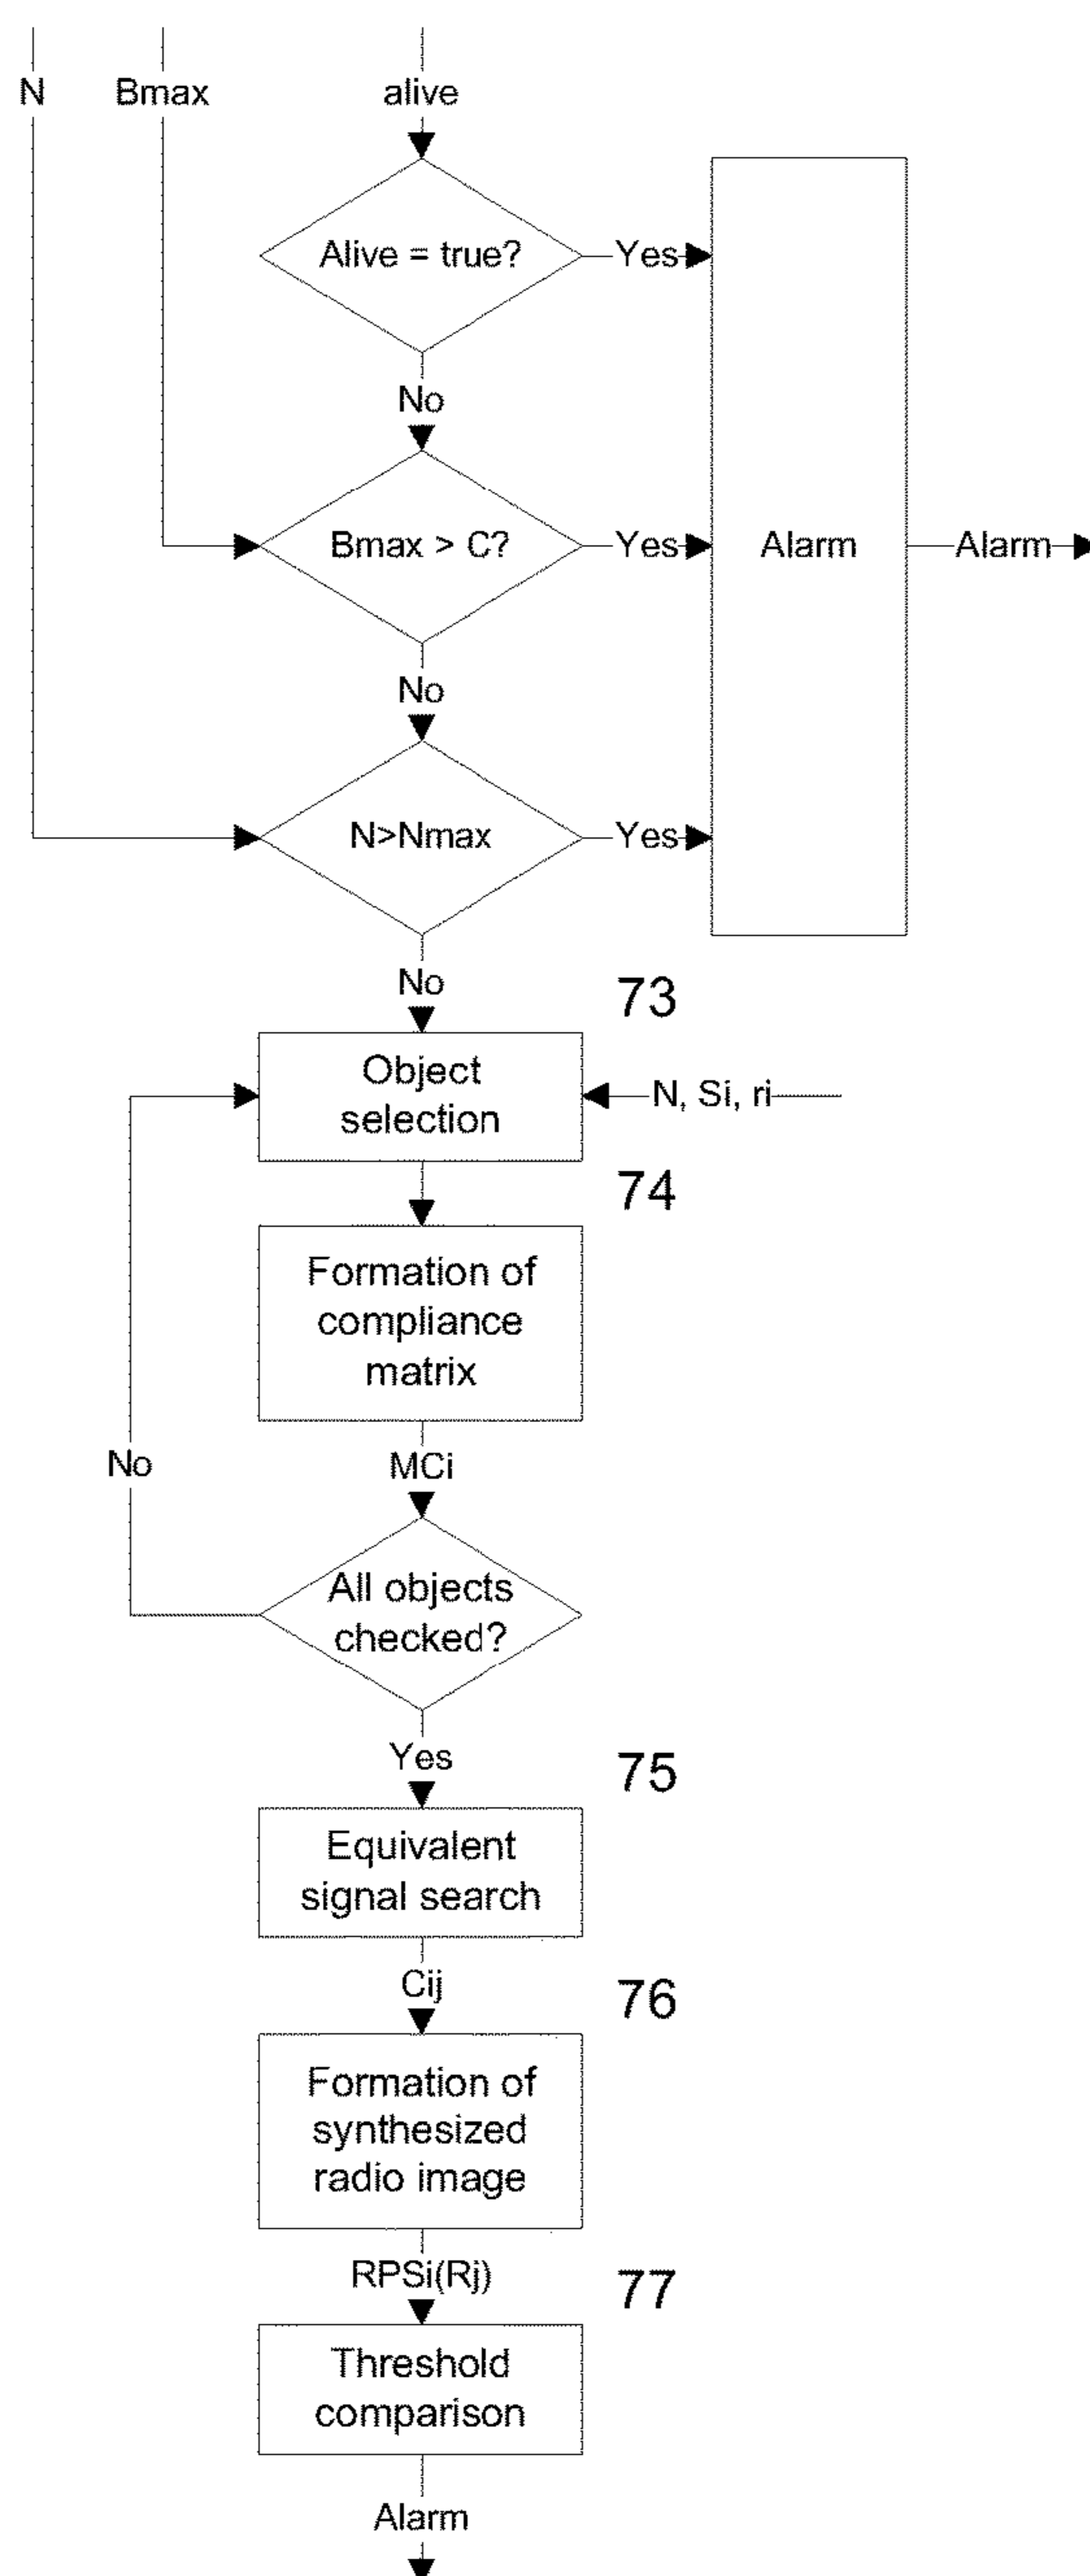 N
Bmax
alive
Alive = true?
Yes
No
Bmax > C?
Yes
Alarm
Alarm
No
N>Nmax
Yes
No
73
Object
selection
N, Si, ri
74
Formation of
compliance
matrix
No
MCi
All objects
checked?
Yes
75
Equivalent
signal search
Cij
76
Formation of
synthesized
radio image
RPSi(Rj)
77
Threshold
comparison
Alarm